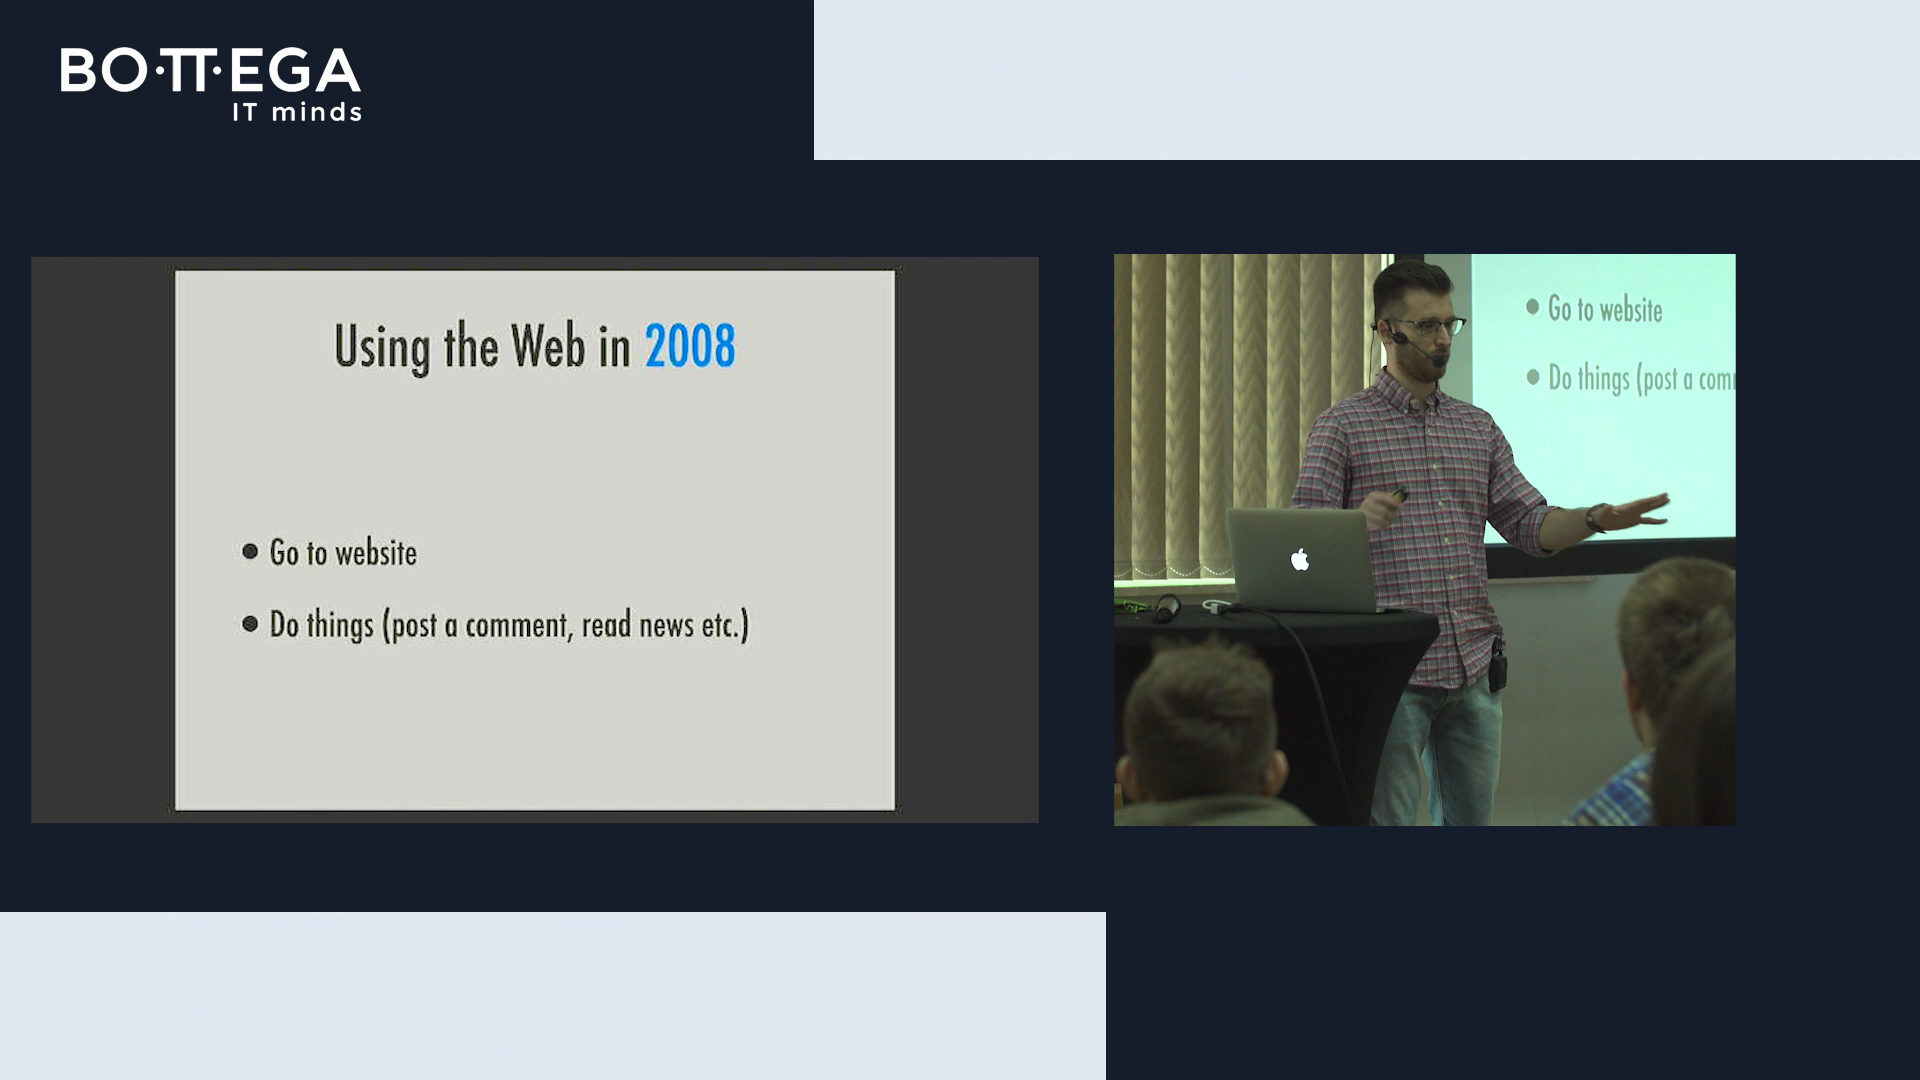 BO·TT·EGA
IT minds
Using the Web in 2008
Go to website
Do things (post a comment, read news etc.)
Go to website
Do things (post a com